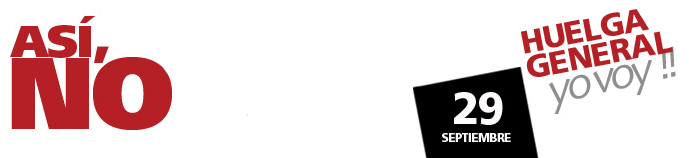 ASÍ,
NO
HUELGA
GENERAL
yo voy !!
29
SEPTIEMBRE